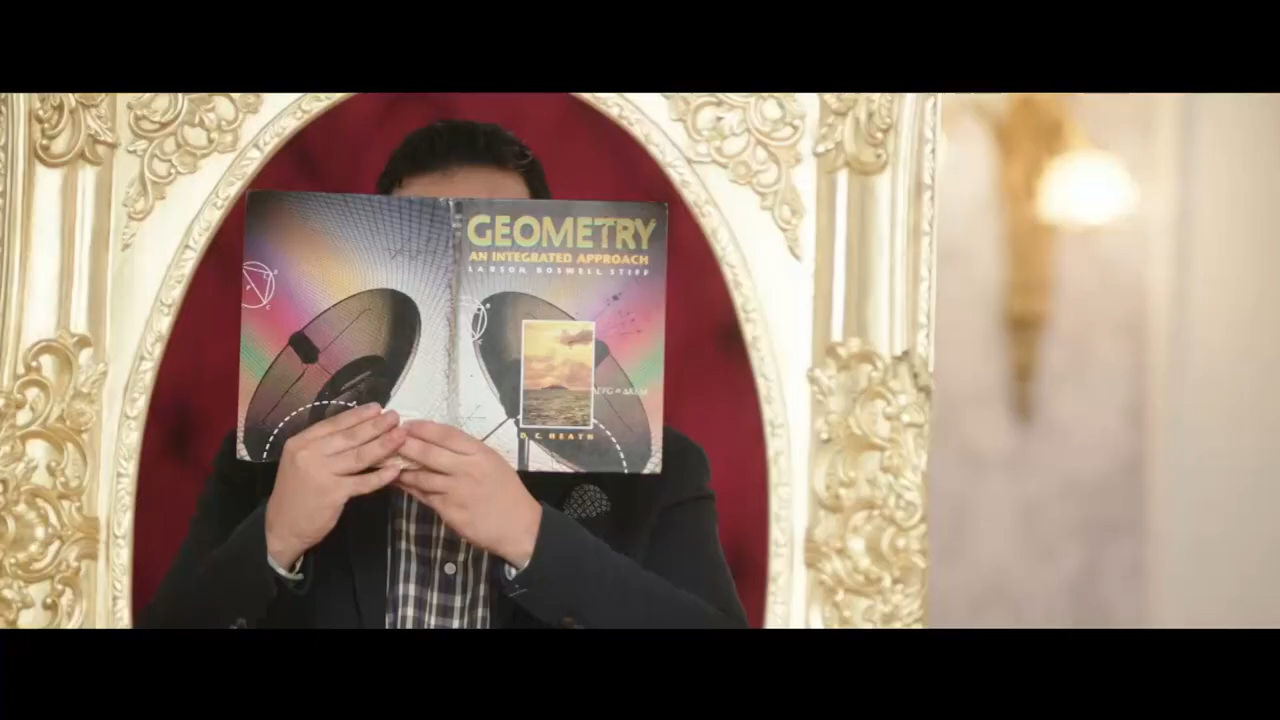 GEOMETRY
AN INTEGRATED APPROACH
LARSON, BOSWELL, STIFF
D. C. HEATH